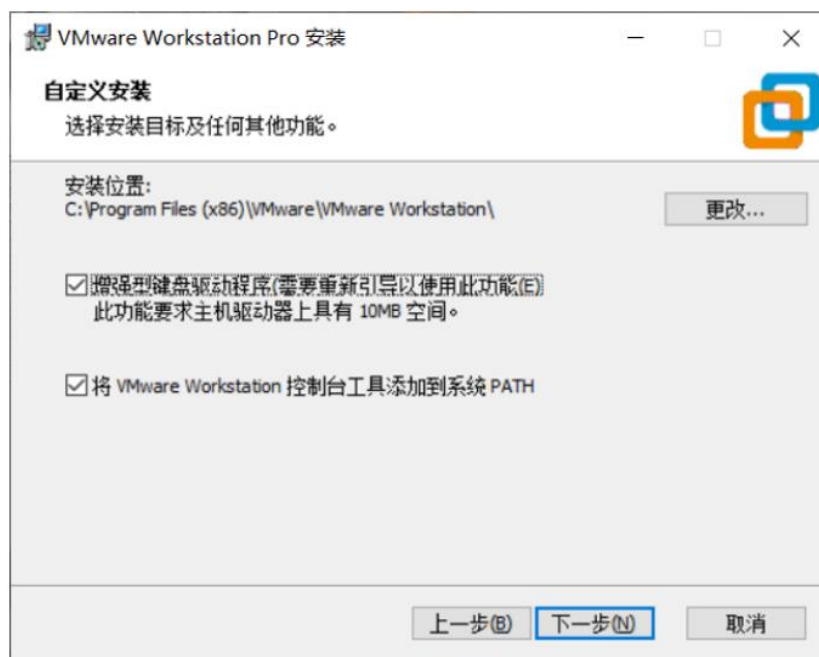 VMware Workstation Pro 安装
自定义安装
选择安装目标及任何其他功能。
安装位置:
C:\Program Files (x86)\VMware\VMware Workstation\
更改...
增强型键盘驱动程序(需要重新引导以使用此功能(E)
此功能要求主机驱动器上具有 10MB 空间。
将 VMware Workstation 控制台工具添加到系统 PATH
上一步(B) 下一步(N) 取消